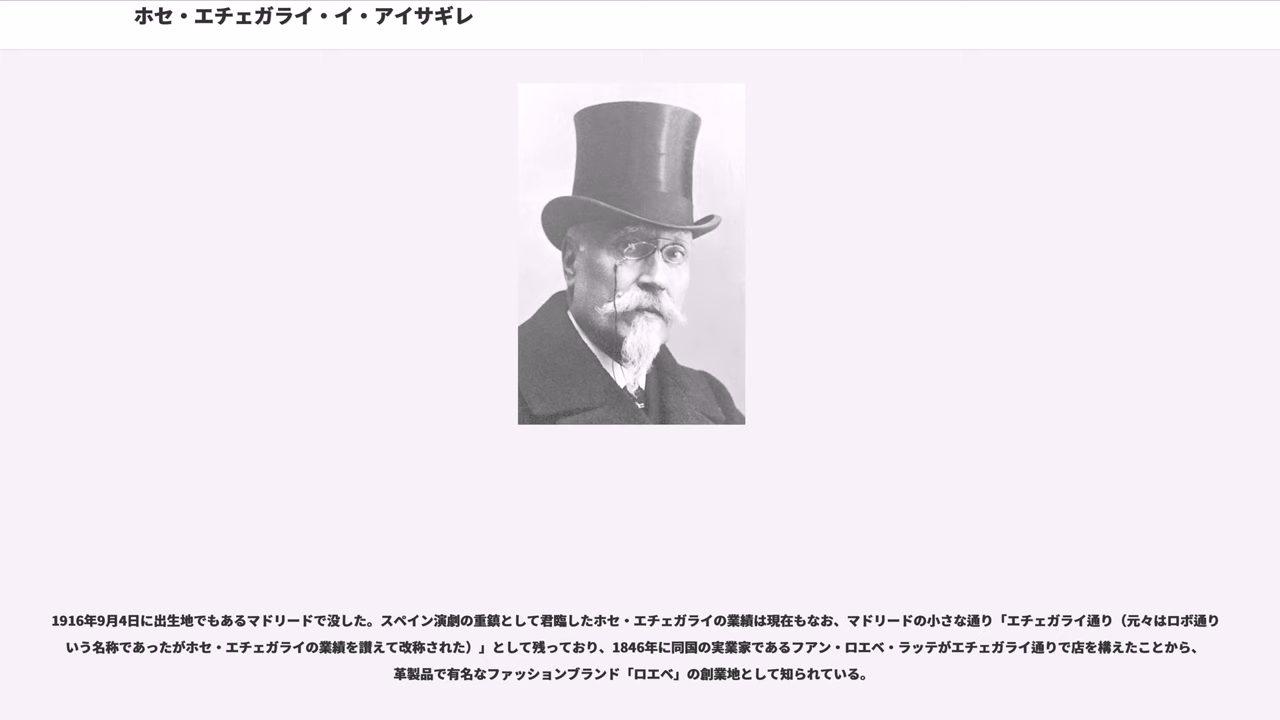 ホセ・エチェガライ・イ・アイサギレ
1916年9月4日に出生地でもあるマドリードで没した。スペイン演劇の重鎮として君臨したホセ・エチェガライの業績は現在もなお、マドリードの小さな通り「エチェガライ通り（元々はロボ通り
いう名称であったがホセ・エチェガライの業績を讃えて改称された）」として残っており、1846年に同国の実業家であるフアン・ロエベ・ラッテがエチェガライ通りで店を構えたことから、
革製品で有名なファッションブランド「ロエベ」の創業地として知られている。